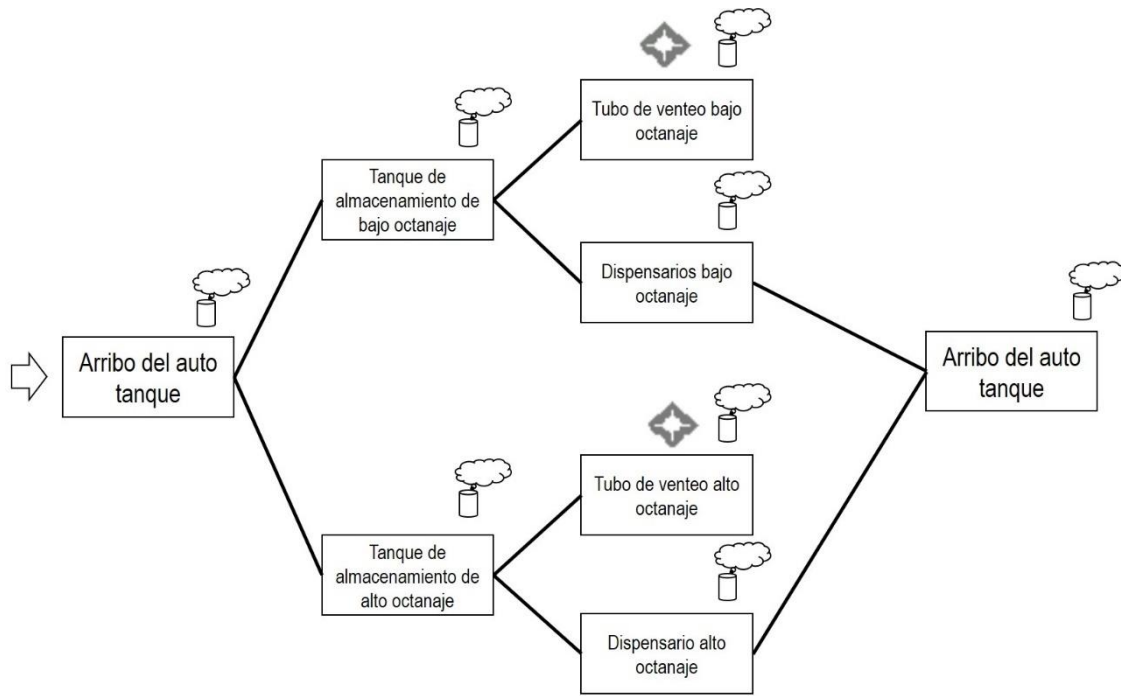 Tubo de venteo bajo
octanaje
Tanque de
almacenamiento de
bajo octanaje
Dispensarios bajo
octanaje
Arribo del auto
tanque
Arribo del auto
tanque
Tubo de venteo alto
octanaje
Tanque de
almacenamiento de
alto octanaje
Dispensario alto
octanaje